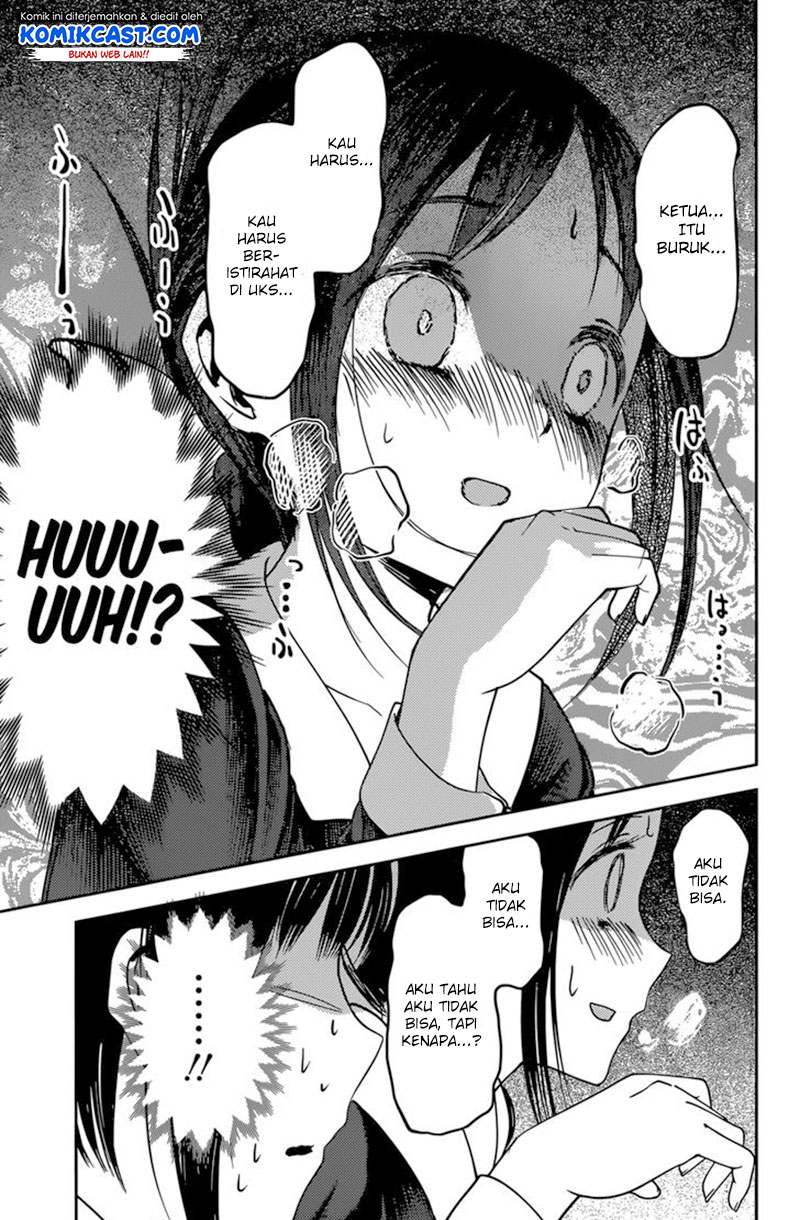 Komik ini diterjemahkan & diedit oleh
KOMIKCAST.COM
BUKAN WEB LAIN!!
KETUA...
ITU
BURUK...
KAU
HARUS...
KAU
HARUS
BER-
ISTIRAHAT
DI UKS...
ふーーっ
ふーっ
はふ……っ
はっ……っ
っ……ふ
HUUU-
UUH!?
AKU
TIDAK
BISA.
AKU
TIDAK
BISA...
AKU TAHU
AKU TIDAK
BISA, TAPI
KENAPA...?
……!!